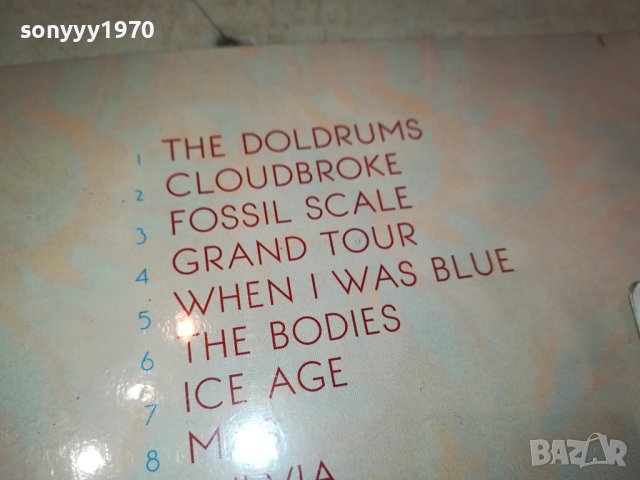 sonyyy1970
1 THE DOLDRUMS
2 CLOUDBROKE
3 FOSSIL SCALE
4 GRAND TOUR
5 WHEN I WAS BLUE
6 THE BODIES
7 ICE AGE
8
BAZAR